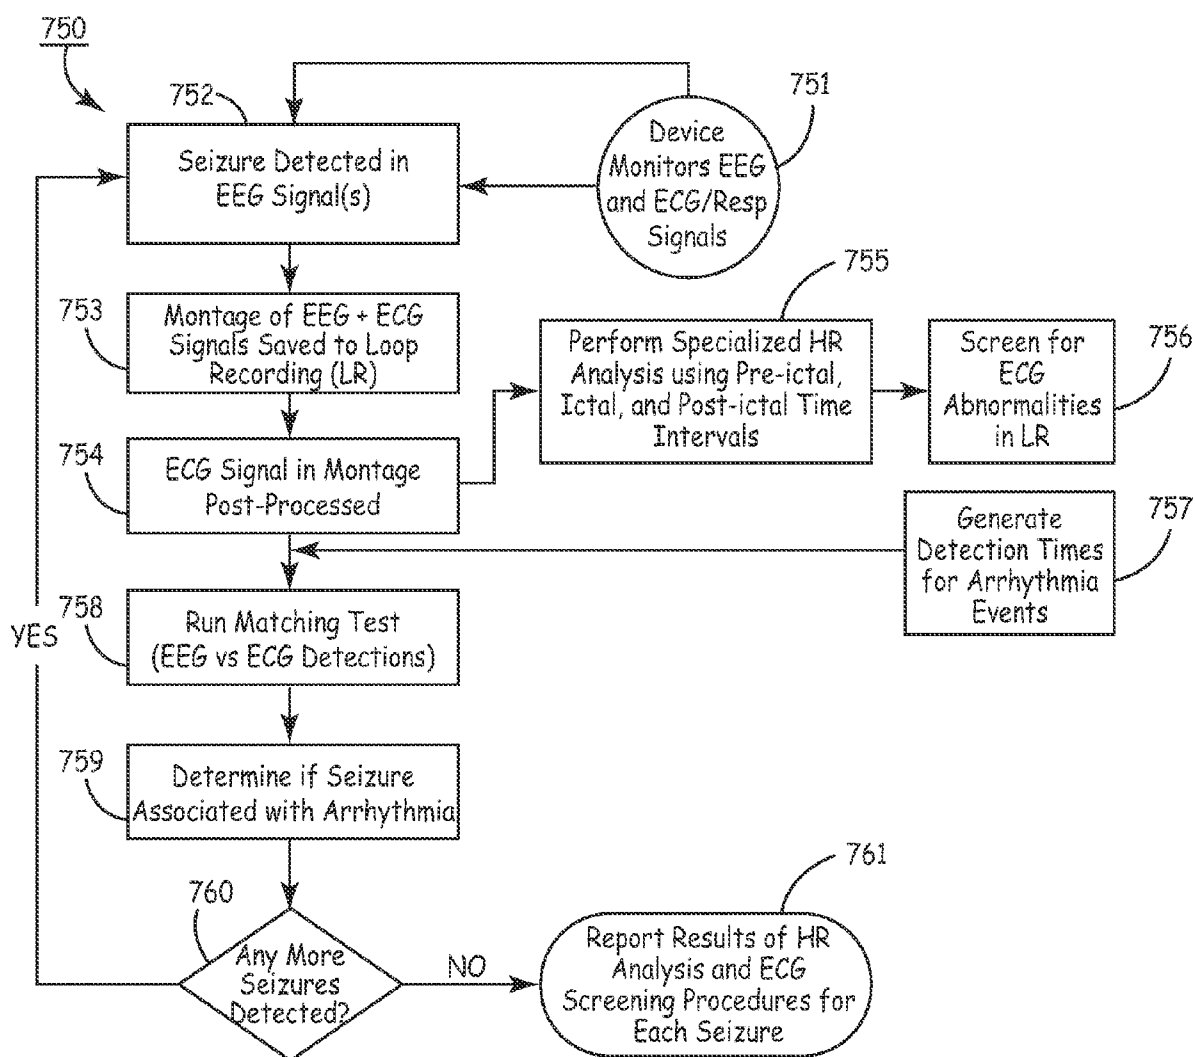 750
752
Seizure Detected in
EEG Signal(s)
751
Device
Monitors EEG
and ECG/Resp
Signals
753
Montage of EEG + ECG
Signals Saved to Loop
Recording (LR)
755
Perform Specialized HR
Analysis using Pre-ictal,
Ictal, and Post-ictal Time
Intervals
756
Screen for
ECG
Abnormalities
in LR
754
ECG Signal in Montage
Post-Processed
757
Generate
Detection Times
for Arrhythmia
Events
758
YES
Run Matching Test
(EEG vs ECG Detections)
759
Determine if Seizure
Associated with Arrhythmia
760
Any More
Seizures
Detected?
NO
761
Report Results of HR
Analysis and ECG
Screening Procedures for
Each Seizure